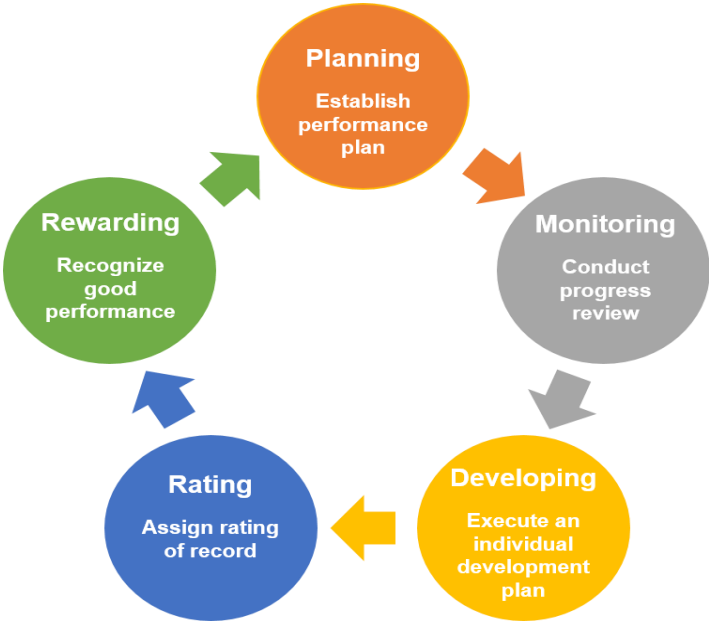 Planning
Establish
performance
plan
Monitoring
Conduct
progress
review
Developing
Execute an
individual
development
plan
Rating
Assign rating
of record
Rewarding
Recognize
good
performance